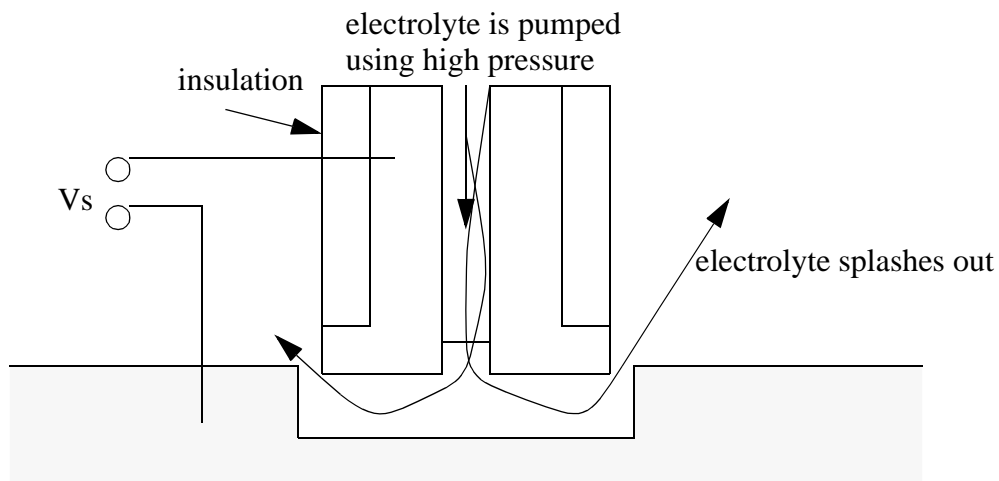 electrolyte is pumped
using high pressure
insulation
Vs
electrolyte splashes out